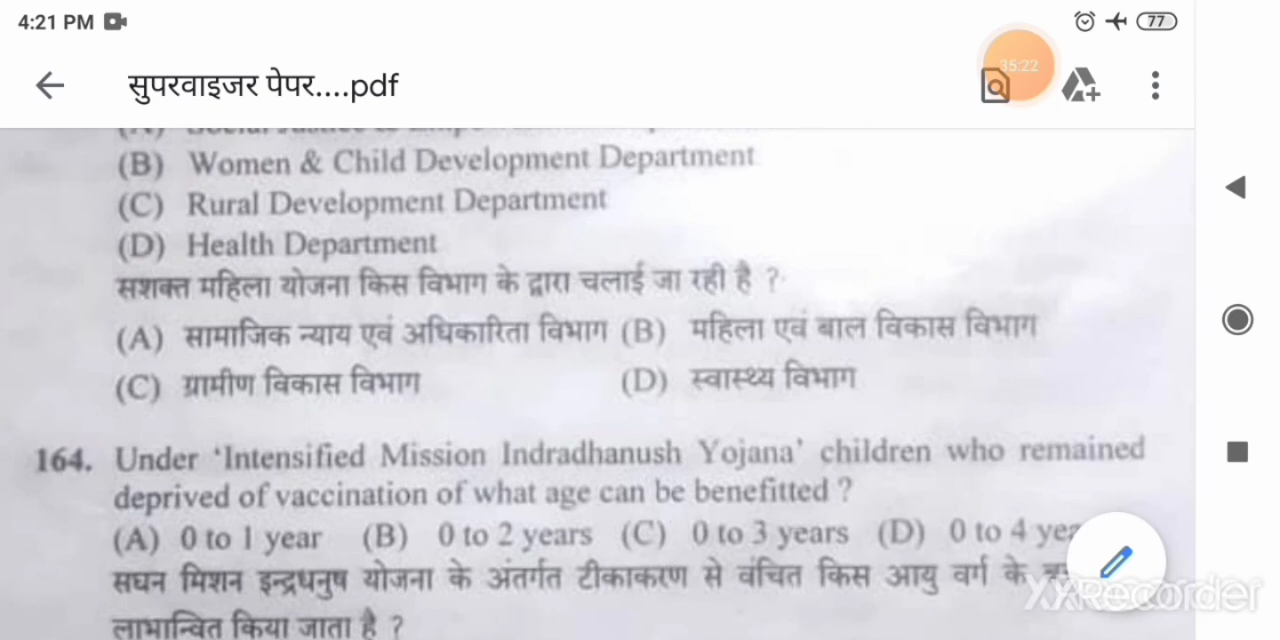 4:21 PM
77
सुपरवाइजर पेपर....pdf
35:22
(B) Women & Child Development Department
(C) Rural Development Department
(D) Health Department
सशक्त महिला योजना किस विभाग के द्वारा चलाई जा रही है ?
(A) सामाजिक न्याय एवं अधिकारिता विभाग (B) महिला एवं बाल विकास विभाग
(C) ग्रामीण विकास विभाग (D) स्वास्थ्य विभाग
164. Under ‘Intensified Mission Indradhanush Yojana’ children who remained
deprived of vaccination of what age can be benefitted ?
(A) 0 to 1 year (B) 0 to 2 years (C) 0 to 3 years (D) 0 to 4
सघन मिशन इन्द्रधनुष योजना के अंतर्गत टीकाकरण से वंचित किस आयु वर्ग के
लाभान्वित किया जाता है ?
XXRecorder